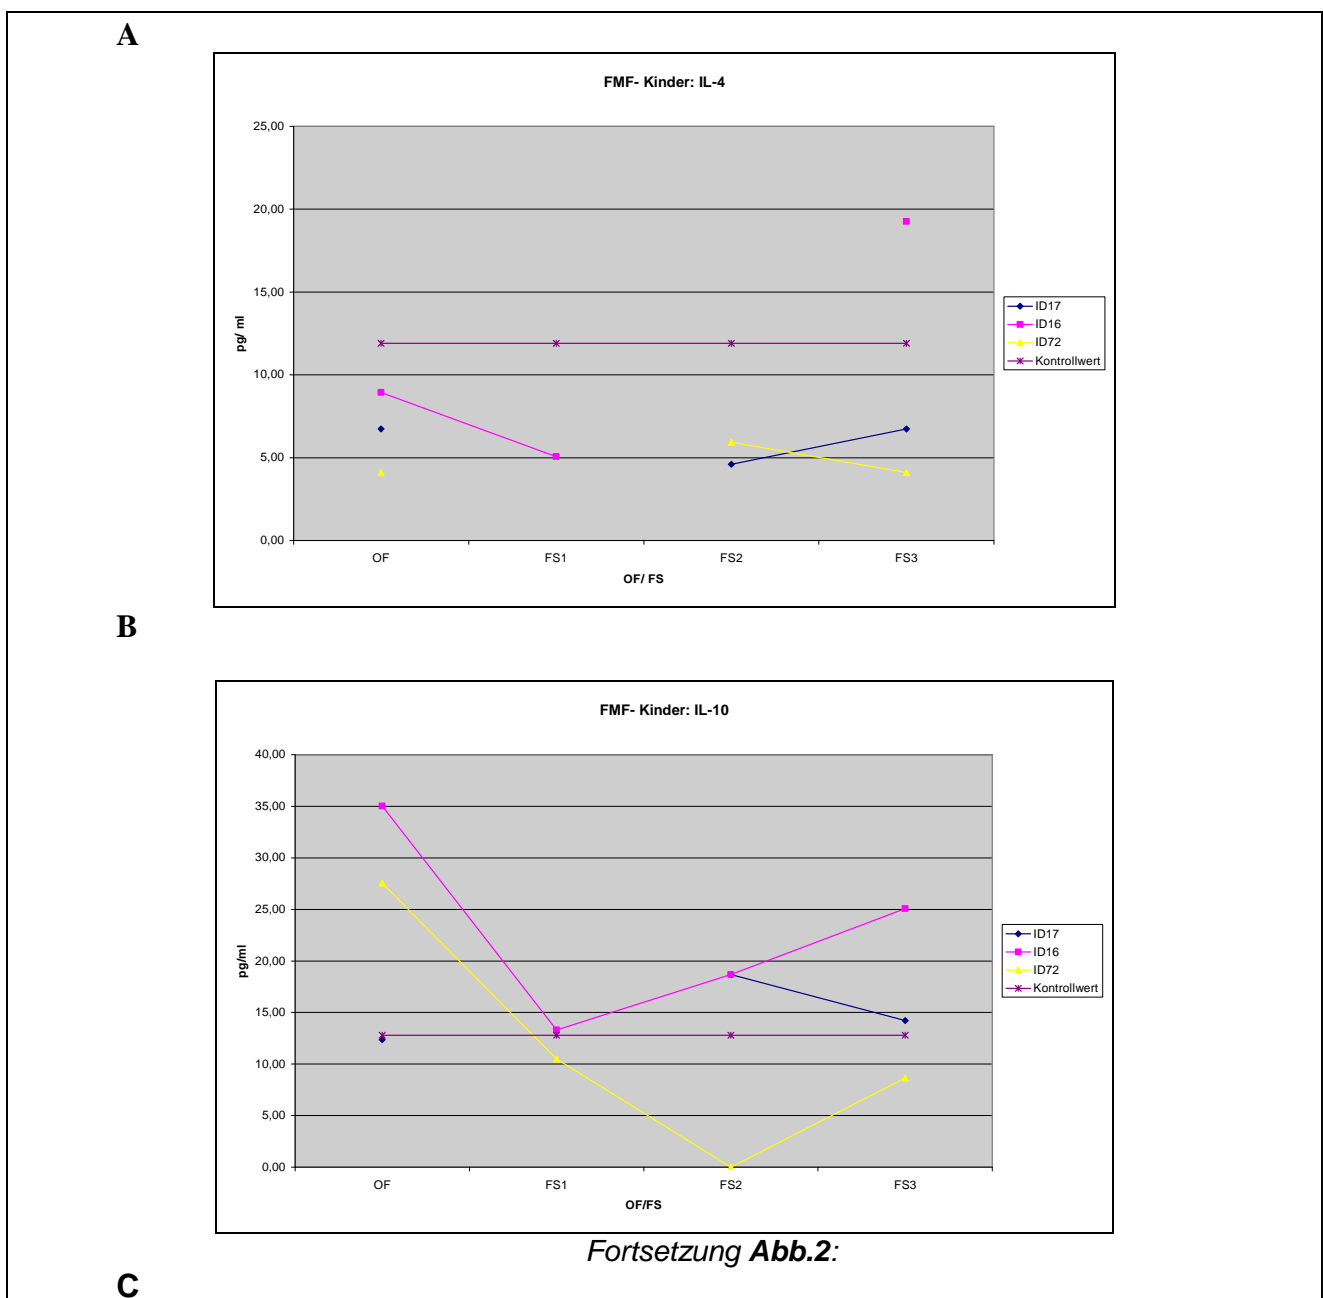 A
FMF- Kinder: IL-4
25,00
20,00
15,00
10,00
5,00
0,00
pg/ ml
OF
FS1
FS2
FS3
OF/ FS
ID17
ID16
ID72
Kontrollwert
B
FMF- Kinder: IL-10
40,00
35,00
30,00
25,00
20,00
15,00
10,00
5,00
0,00
pg/ml
OF
FS1
FS2
FS3
OF/FS
ID17
ID16
ID72
Kontrollwert
Fortsetzung Abb.2:
C